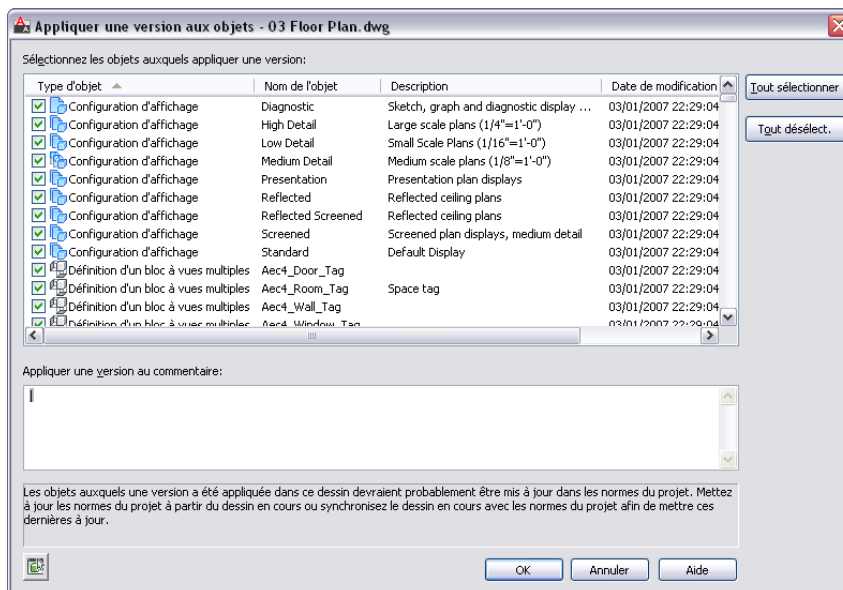 Appliquer une version aux objets - 03 Floor Plan.dwg
Sélectionnez les objets auxquels appliquer une version:
Type d'objet Nom de l'objet Description Date de modification
Configuration d'affichage Diagnostic Sketch, graph and diagnostic display ... 03/01/2007 22:29:04
Configuration d'affichage High Detail Large scale plans (1/4"=1'-0") 03/01/2007 22:29:04
Configuration d'affichage Low Detail Small Scale Plans (1/16"=1'-0") 03/01/2007 22:29:04
Configuration d'affichage Medium Detail Medium scale plans (1/8"=1'-0") 03/01/2007 22:29:04
Configuration d'affichage Presentation Presentation plan displays 03/01/2007 22:29:04
Configuration d'affichage Reflected Reflected ceiling plans 03/01/2007 22:29:04
Configuration d'affichage Reflected Screened Reflected ceiling plans 03/01/2007 22:29:04
Configuration d'affichage Screened Screened plan displays, medium detail 03/01/2007 22:29:04
Configuration d'affichage Standard Default Display 03/01/2007 22:29:04
Définition d'un bloc à vues multiples Aec4_Door_Tag 03/01/2007 22:29:04
Définition d'un bloc à vues multiples Aec4_Room_Tag Space tag 03/01/2007 22:29:04
Définition d'un bloc à vues multiples Aec4_Wall_Tag 03/01/2007 22:29:04
Définition d'un bloc à vues multiples Aec4_Window_Tag 03/01/2007 22:29:04
Tout sélectionner
Tout désélect.
Appliquer une version au commentaire:
Les objets auxquels une version a été appliquée dans ce dessin devraient probablement être mis à jour dans les normes du projet. Mettez
à jour les normes du projet à partir du dessin en cours ou synchronisez le dessin en cours avec les normes du projet afin de mettre ces
dernières à jour.
OK Annuler Aide